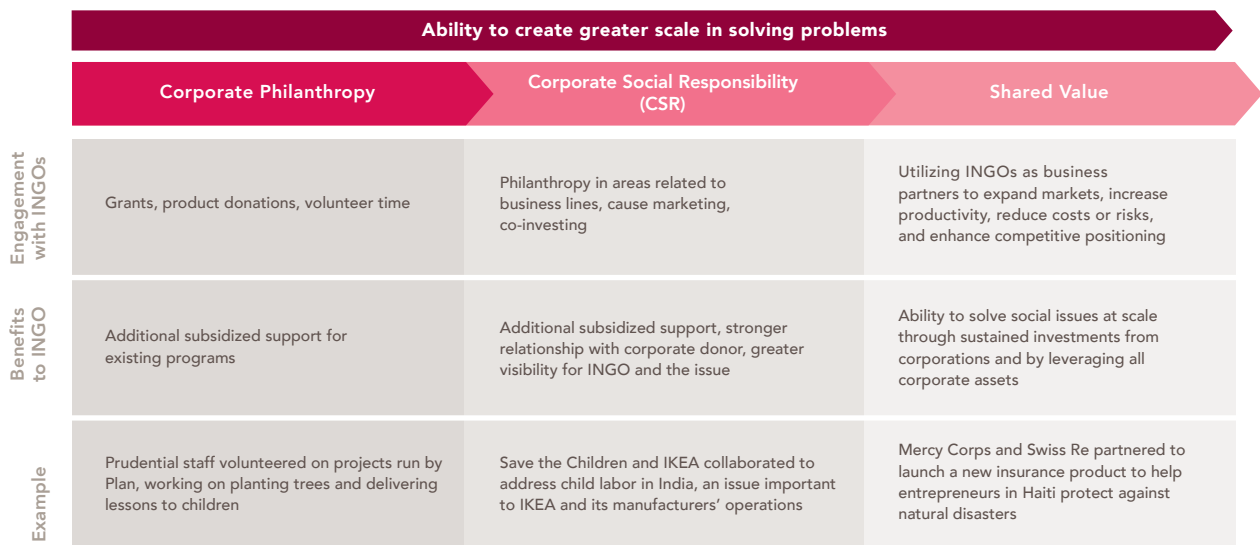 Ability to create greater scale in solving problems
Corporate Philanthropy
Corporate Social Responsibility
(CSR)
Shared Value
Engagement
with INGOs
Grants, product donations, volunteer time
Philanthropy in areas related to
business lines, cause marketing,
co-investing
Utilizing INGOs as business
partners to expand markets, increase
productivity, reduce costs or risks,
and enhance competitive positioning
Benefits
to INGO
Additional subsidized support for
existing programs
Additional subsidized support, stronger
relationship with corporate donor, greater
visibility for INGO and the issue
Ability to solve social issues at scale
through sustained investments from
corporations and by leveraging all
corporate assets
Example
Prudential staff volunteered on projects run by
Plan, working on planting trees and delivering
lessons to children
Save the Children and IKEA collaborated to
address child labor in India, an issue important
to IKEA and its manufacturers’ operations
Mercy Corps and Swiss Re partnered to
launch a new insurance product to help
entrepreneurs in Haiti protect against
natural disasters